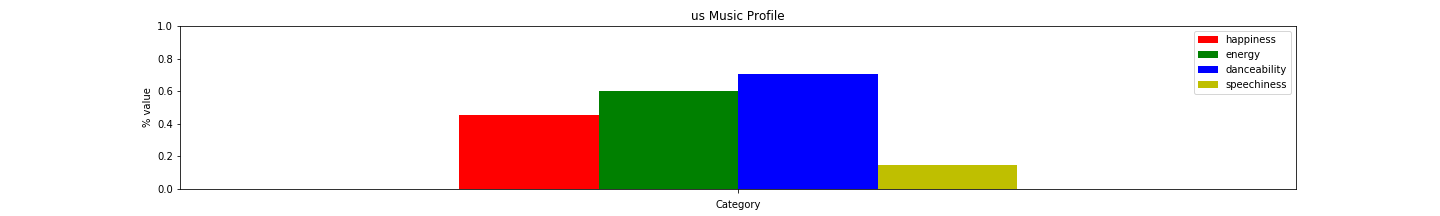 us Music Profile
1.0
0.8
0.6
0.4
0.2
0.0
% value
Category
happiness
energy
danceability
speechiness